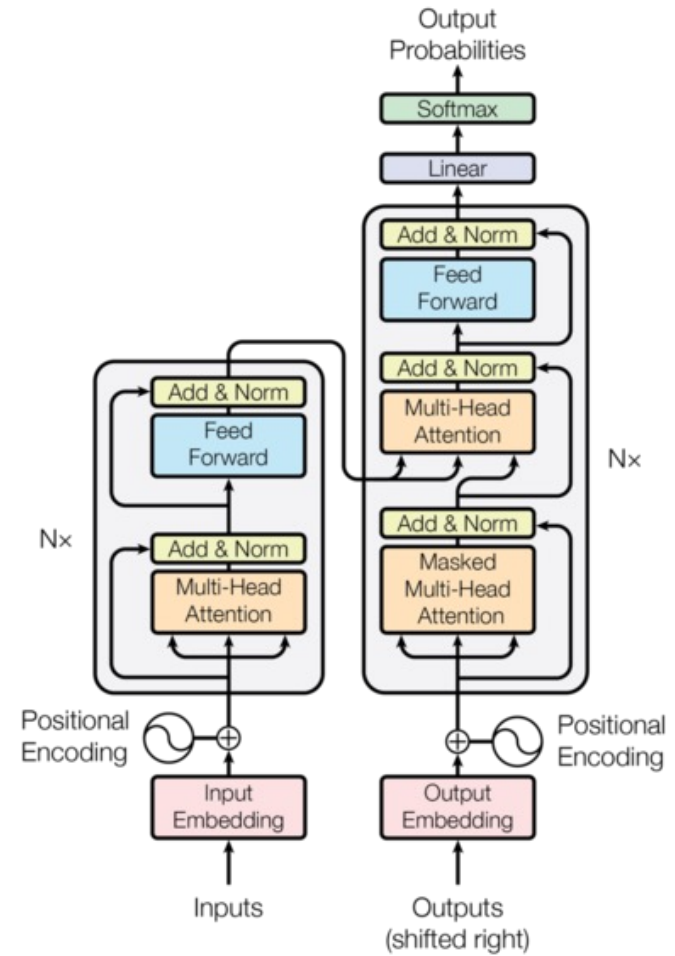 Output
Probabilities
Softmax
Linear
Add & Norm
Feed
Forward
Add & Norm
Multi-Head
Attention
Nx
Add & Norm
Masked
Multi-Head
Attention
Add & Norm
Feed
Forward
Nx
Add & Norm
Multi-Head
Attention
Positional
Encoding
Positional
Encoding
Input
Embedding
Output
Embedding
Inputs
Outputs
(shifted right)